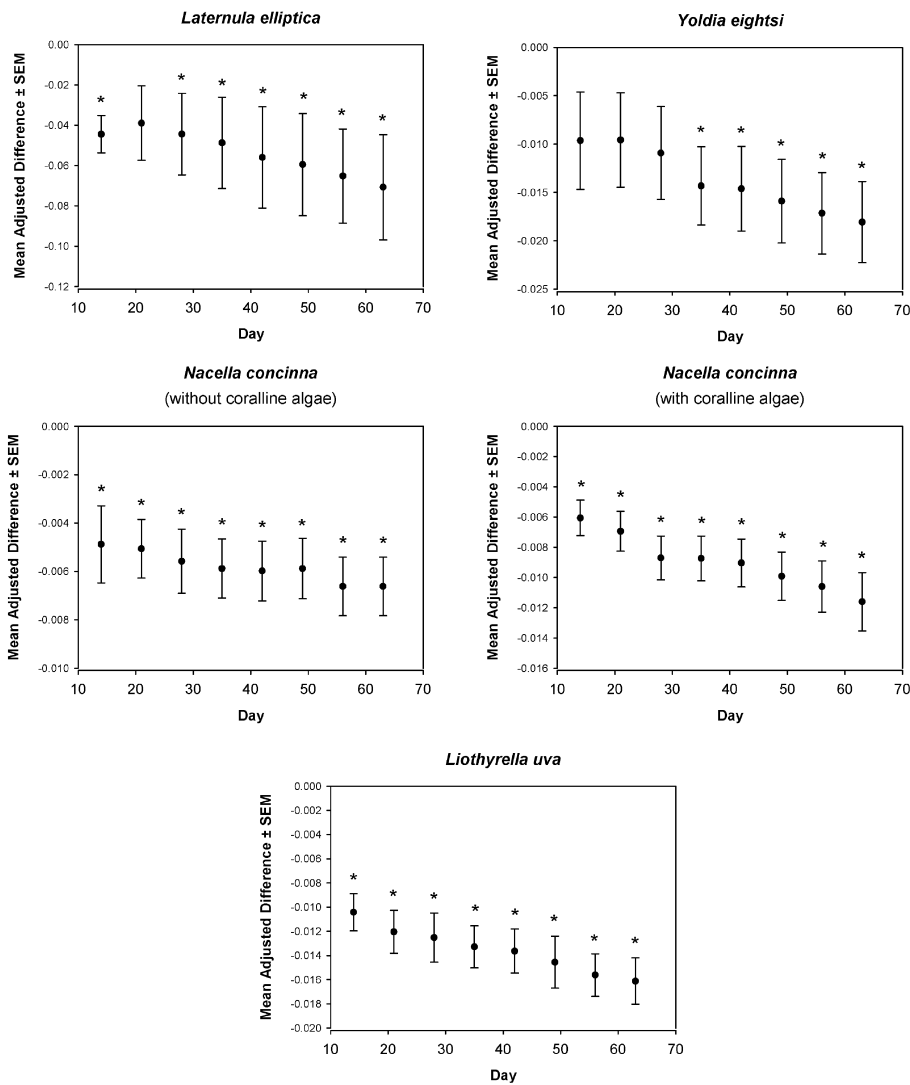 Laternula elliptica
Mean Adjusted Difference ± SEM
0.00
-0.02
-0.04
-0.06
-0.08
-0.10
-0.12
* * * * * * *
10 20 30 40 50 60 70
Day
Yoldia eightsi
Mean Adjusted Difference ± SEM
0.000
-0.005
-0.010
-0.015
-0.020
-0.025
* * * * *
10 20 30 40 50 60 70
Day
Nacella concinna
(without coralline algae)
Mean Adjusted Difference ± SEM
0.000
-0.002
-0.004
-0.006
-0.008
-0.010
* * * * * * * *
10 20 30 40 50 60 70
Day
Nacella concinna
(with coralline algae)
Mean Adjusted Difference ± SEM
0.000
-0.002
-0.004
-0.006
-0.008
-0.010
-0.012
-0.014
-0.016
* * * * * * * *
10 20 30 40 50 60 70
Day
Liothyrella uva
Mean Adjusted Difference ± SEM
0.000
-0.002
-0.004
-0.006
-0.008
-0.010
-0.012
-0.014
-0.016
-0.018
-0.020
* * * * * * * *
10 20 30 40 50 60 70
Day